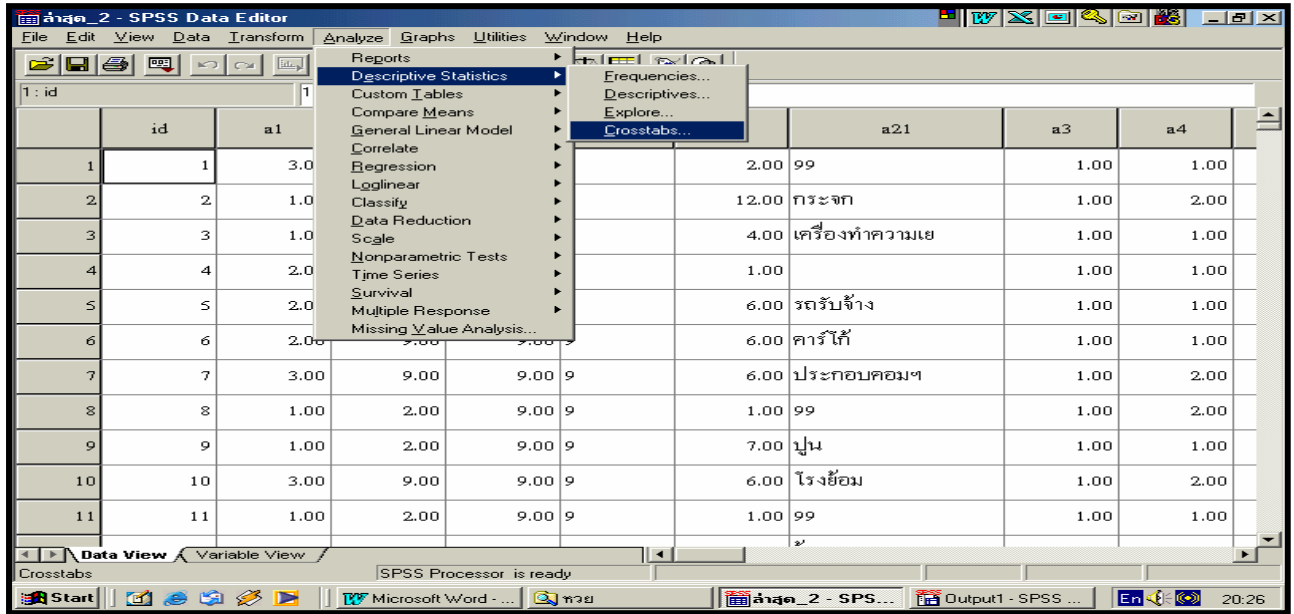 ล่าสุด_2 - SPSS Data Editor
File Edit View Data Transform Analyze Graphs Utilities Window Help
1 : id 1
Reports
Descriptive Statistics
Custom Tables
Compare Means
General Linear Model
Correlate
Regression
Loglinear
Classify
Data Reduction
Scale
Nonparametric Tests
Time Series
Survival
Multiple Response
Missing Value Analysis...
Frequencies...
Descriptives...
Explore...
Crosstabs...
id a1 a21 a3 a4
1 1 3.0 2.00 99 1.00 1.00
2 2 1.0 12.00 กระจก 1.00 2.00
3 3 1.0 4.00 เครื่องทำความเย 1.00 1.00
4 4 2.0 1.00 1.00 1.00
5 5 2.0 6.00 รถรับจ้าง 1.00 1.00
6 6 2.00 9.00 9.00 9 6.00 คาร์โก้ 1.00 1.00
7 7 3.00 9.00 9.00 9 6.00 ประกอบคอมฯ 1.00 2.00
8 8 1.00 2.00 9.00 9 1.00 99 1.00 2.00
9 9 1.00 2.00 9.00 9 7.00 ปูน 1.00 1.00
10 10 3.00 9.00 9.00 9 6.00 โรงย้อม 1.00 2.00
11 11 1.00 2.00 9.00 9 1.00 99 1.00 1.00
Data View Variable View
Crosstabs SPSS Processor is ready
Start Microsoft Word - ... หวย ล่าสุด_2 - SPS... Output1 - SPSS ... En 20:26